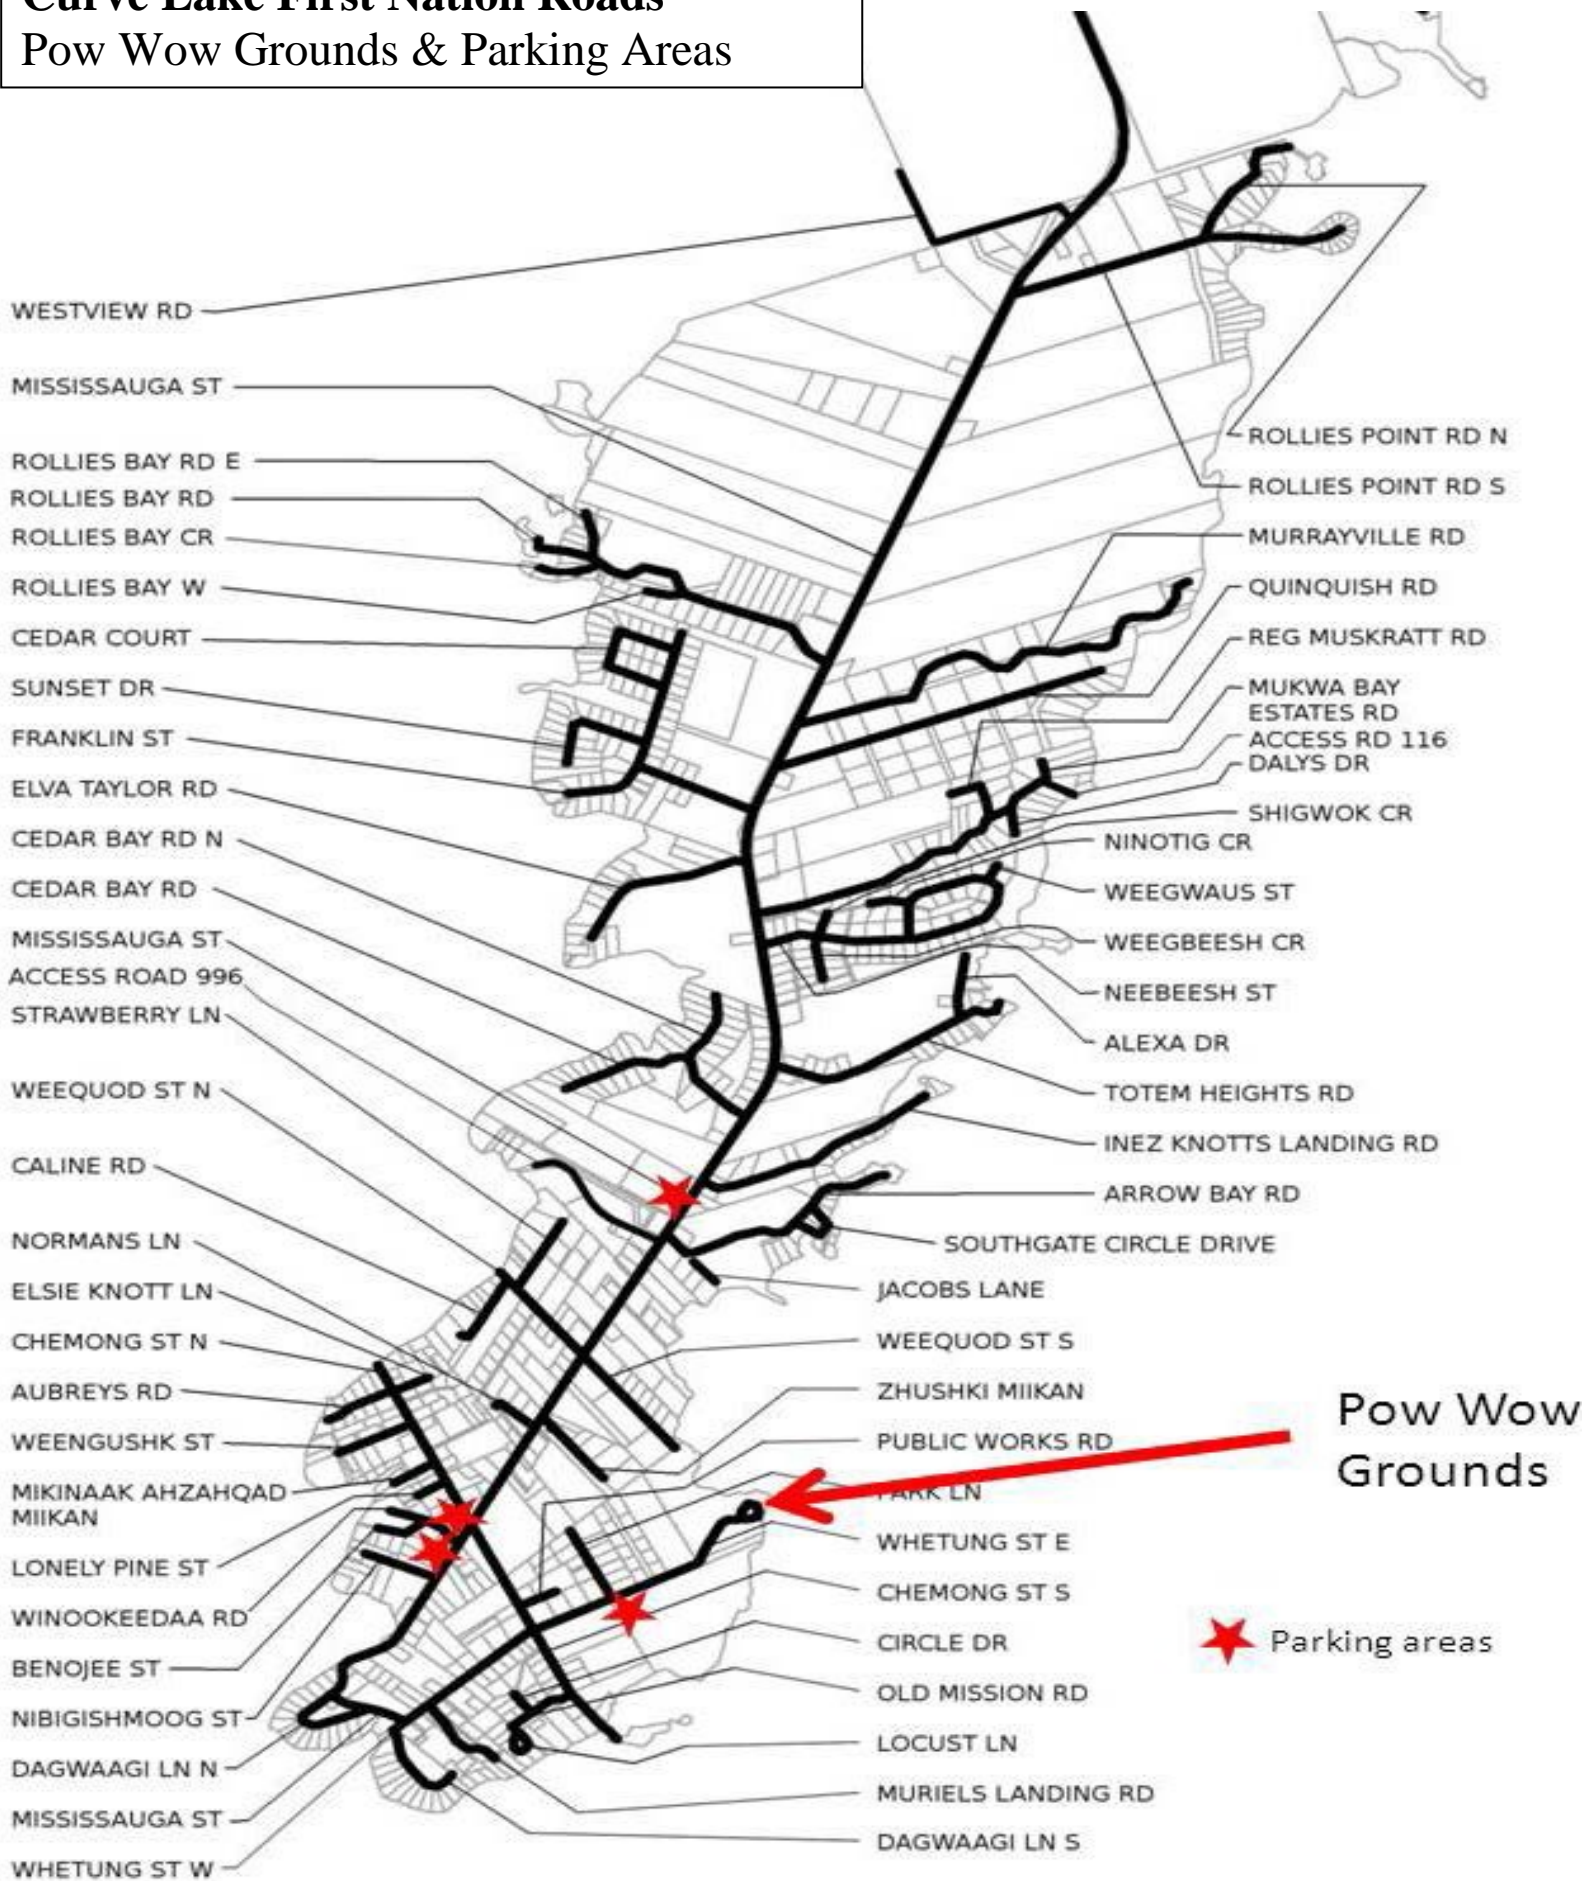 Curve Lake First Nation Roads
Pow Wow Grounds & Parking Areas
WESTVIEW RD
MISSISSAUGA ST
ROLLIES BAY RD E
ROLLIES BAY RD
ROLLIES BAY CR
ROLLIES BAY W
CEDAR COURT
SUNSET DR
FRANKLIN ST
ELVA TAYLOR RD
CEDAR BAY RD N
CEDAR BAY RD
MISSISSAUGA ST
ACCESS ROAD 996
STRAWBERRY LN
WEEQUOD ST N
CALINE RD
NORMANS LN
ELSIE KNOTT LN
CHEMONG ST N
AUBREYS RD
WEENGUSHK ST
MIKINAAK AHZAHQAD
MIIKAN
LONELY PINE ST
WINOOKEEDAA RD
BENOJEE ST
NIBIGISHMOOG ST
DAGWAAGI LN N
MISSISSAUGA ST
WHETUNG ST W
ROLLIES POINT RD N
ROLLIES POINT RD S
MURRAYVILLE RD
QUINQUISH RD
REG MUSKRATT RD
MUKWA BAY
ESTATES RD
ACCESS RD 116
DALYS DR
SHIGWOK CR
NINOTIG CR
WEEGWAUS ST
WEEGBEESH CR
NEEBEESH ST
ALEXA DR
TOTEM HEIGHTS RD
INEZ KNOTTS LANDING RD
ARROW BAY RD
SOUTHGATE CIRCLE DRIVE
JACOBS LANE
WEEQUOD ST S
ZHUSHKI MIIKAN
PUBLIC WORKS RD
PARK LN
WHETUNG ST E
CHEMONG ST S
CIRCLE DR
OLD MISSION RD
LOCUST LN
MURIELS LANDING RD
DAGWAAGI LN S
Pow Wow
Grounds
Parking areas